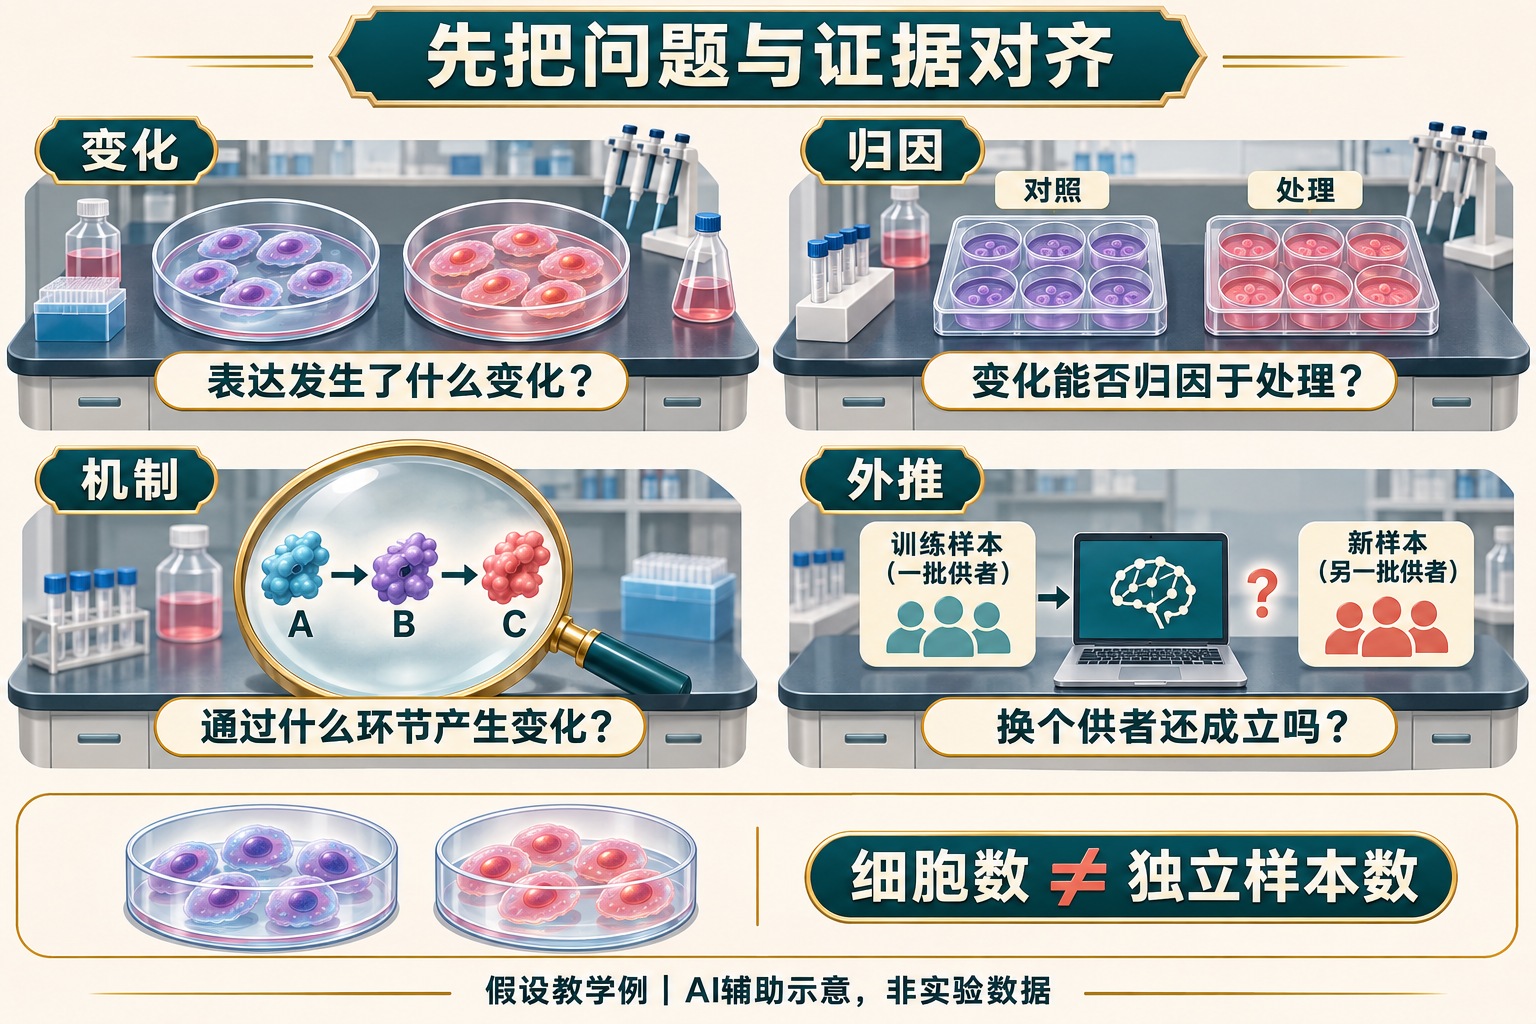 先把问题与证据对齐
变化
表达发生了什么变化？
归因
对照
处理
变化能否归因于处理？
机制
A
B
C
通过什么环节产生变化？
外推
训练样本
（一批供者）
?
新样本
（另一批供者）
换个供者还成立吗？
细胞数 ≠ 独立样本数
假设教学例｜AI辅助示意，非实验数据